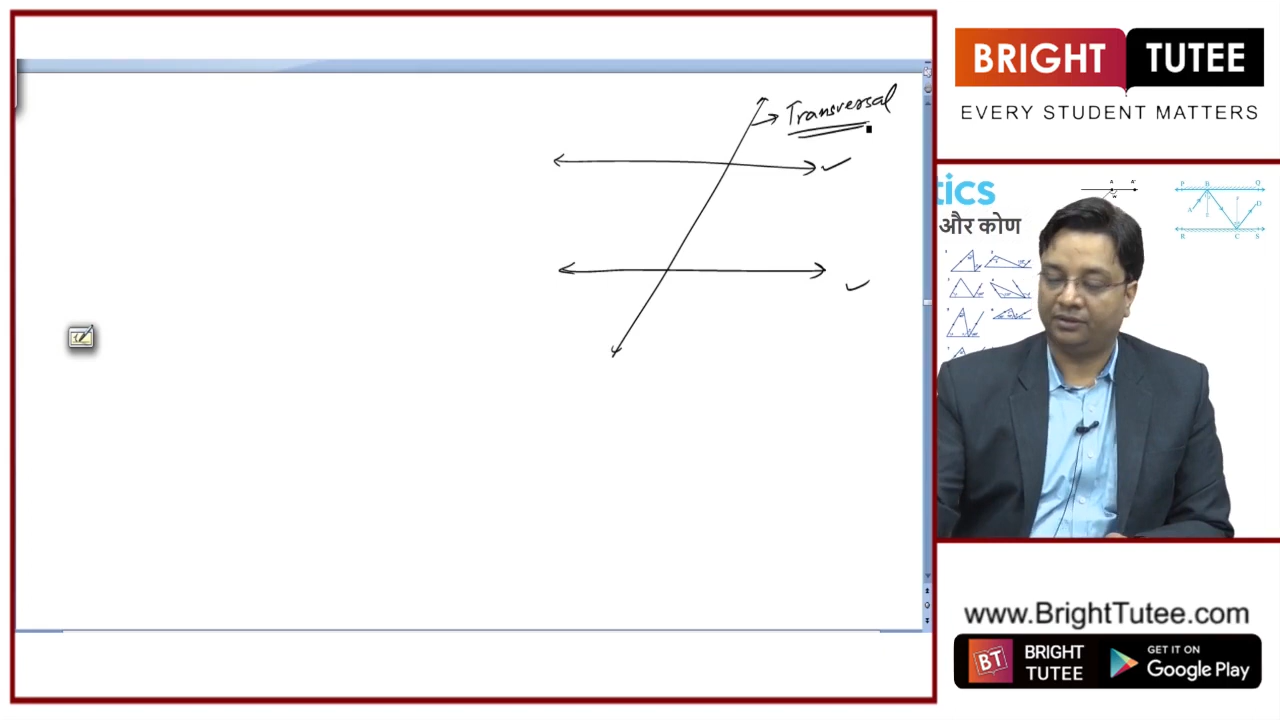 Transversal
BRIGHT TUTEE
EVERY STUDENT MATTERS
tics
और कोण
www.BrightTutee.com
BT BRIGHT TUTEE
GET IT ON
Google Play